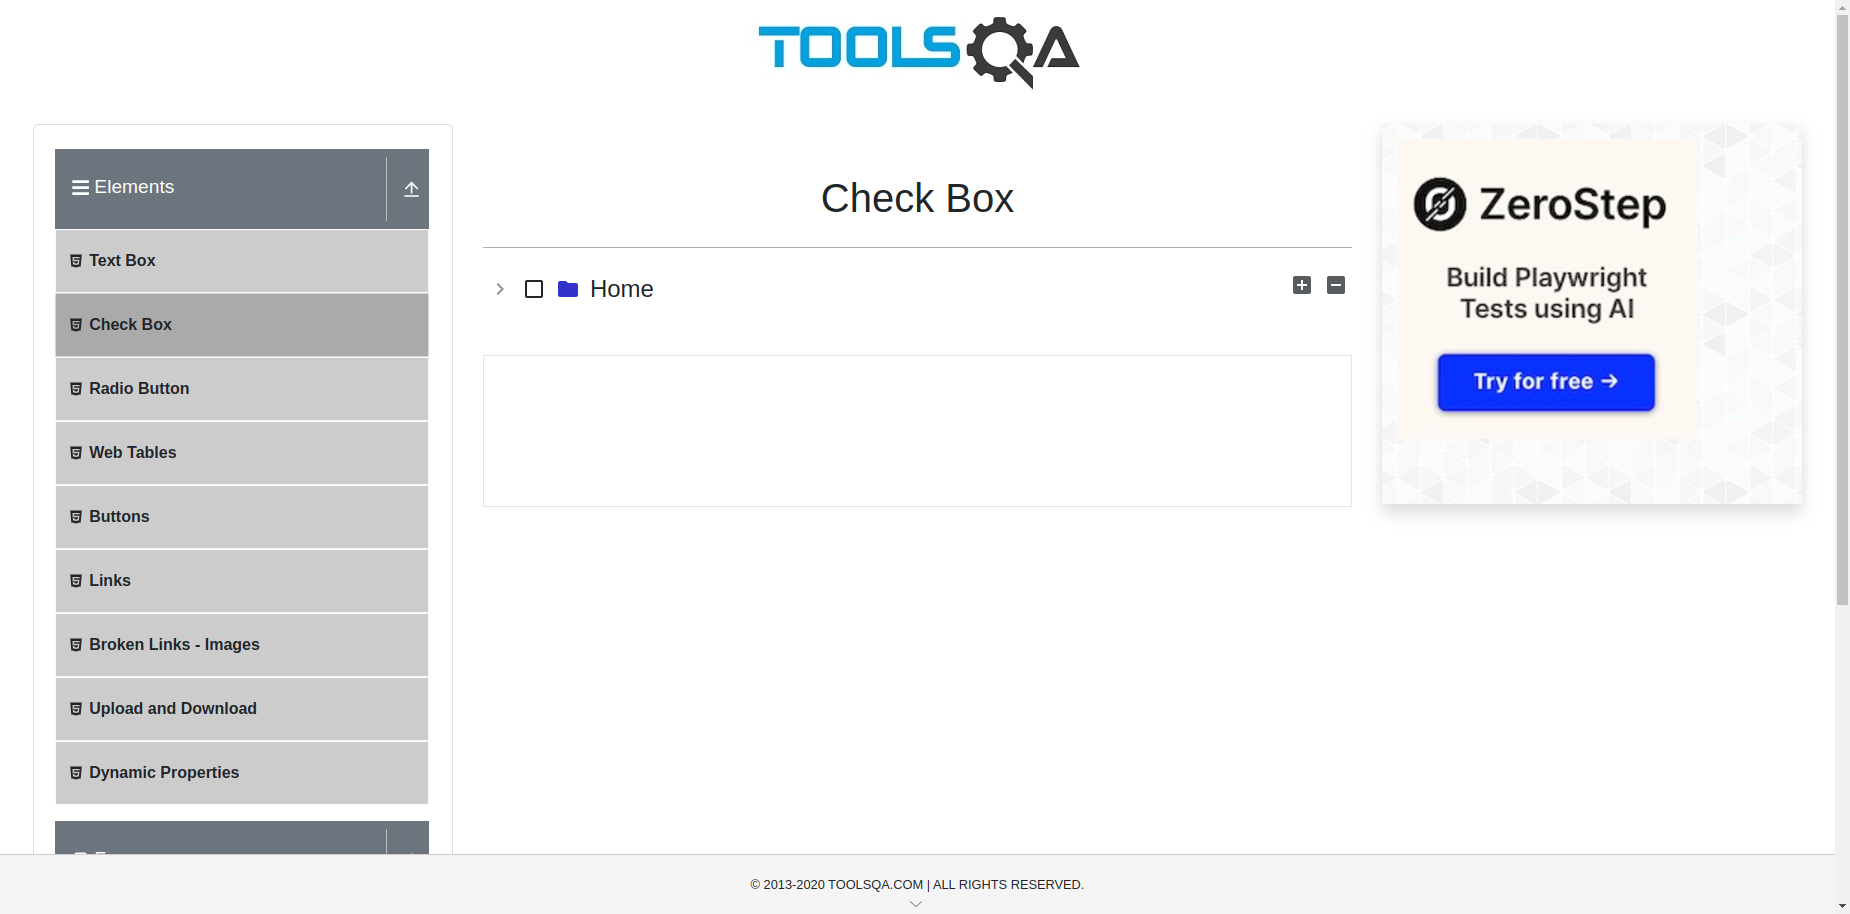 TOOLSQA
Elements
Text Box
Check Box
Radio Button
Web Tables
Buttons
Links
Broken Links - Images
Upload and Download
Dynamic Properties
Check Box
Home
ZeroStep
Build Playwright
Tests using AI
Try for free →
© 2013-2020 TOOLSQA.COM | ALL RIGHTS RESERVED.